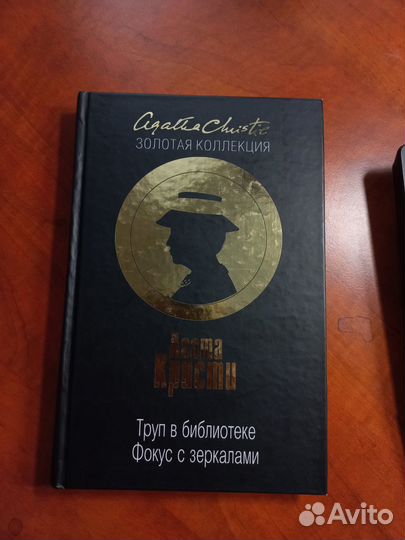 Agatha Christie
ЗОЛОТАЯ КОЛЛЕКЦИЯ
Агата
Кристи
Труп в библиотеке
Фокус с зеркалами
Avito